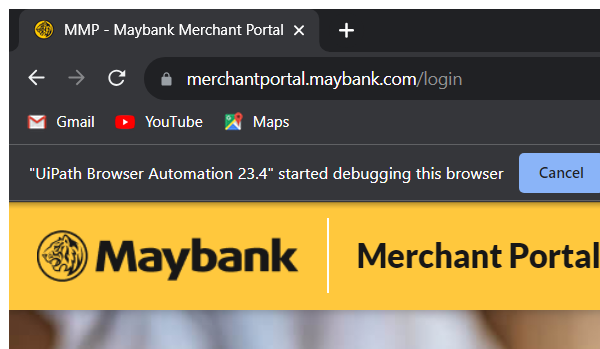 MMP - Maybank Merchant Portal
merchantportal.maybank.com/login
Gmail YouTube Maps
"UiPath Browser Automation 23.4" started debugging this browser Cancel
Maybank Merchant Portal